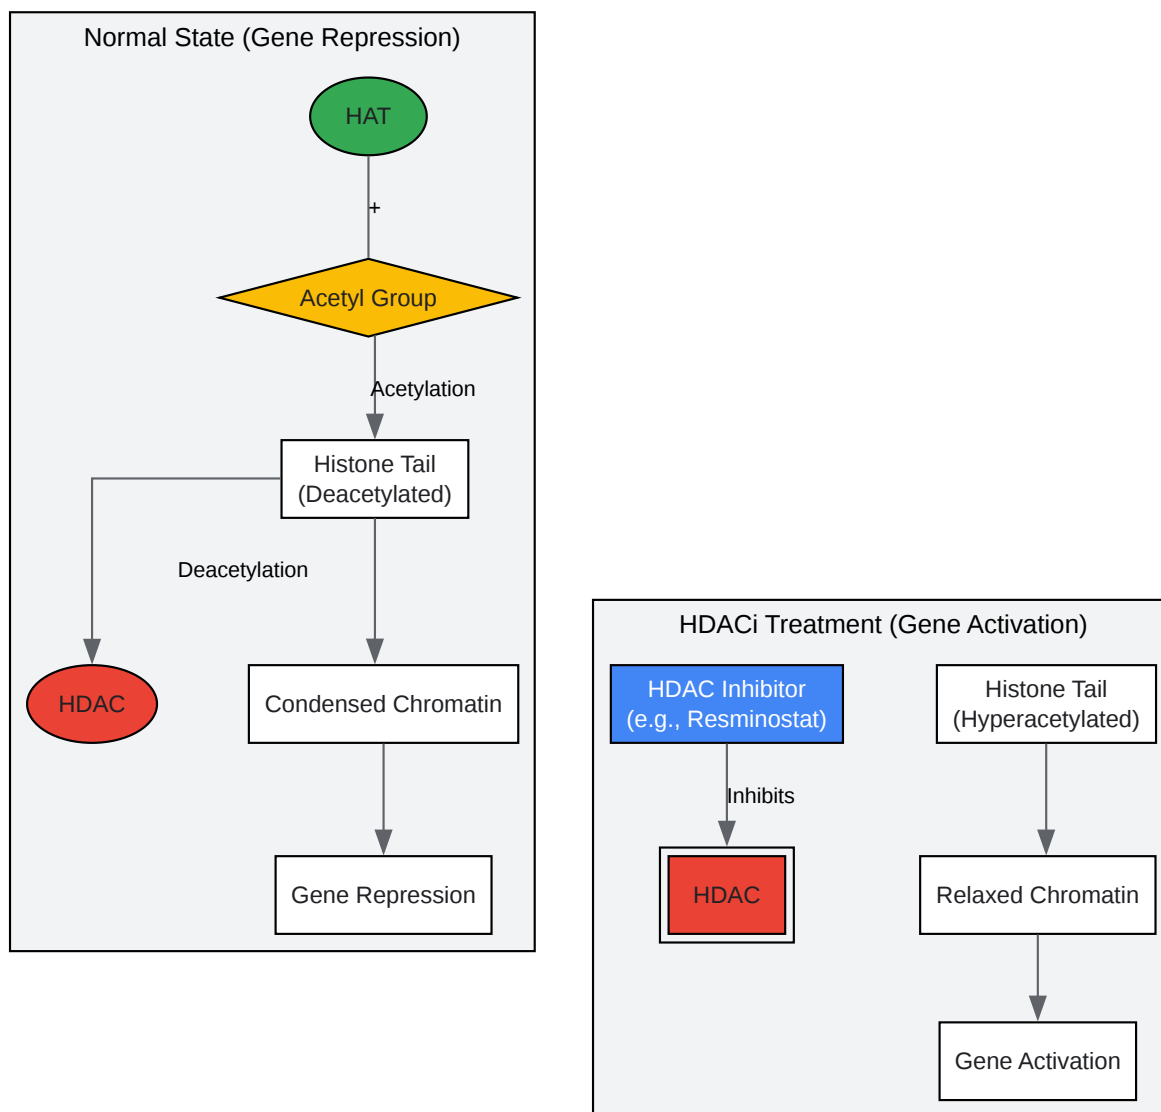 Normal State (Gene Repression)
HAT
+
Acetyl Group
Acetylation
Histone Tail
(Deacetylated)
Deacetylation
HDAC
Condensed Chromatin
Gene Repression
HDACi Treatment (Gene Activation)
HDAC Inhibitor
(e.g., Resminostat)
Histone Tail
(Hyperacetylated)
Inhibits
HDAC
Relaxed Chromatin
Gene Activation